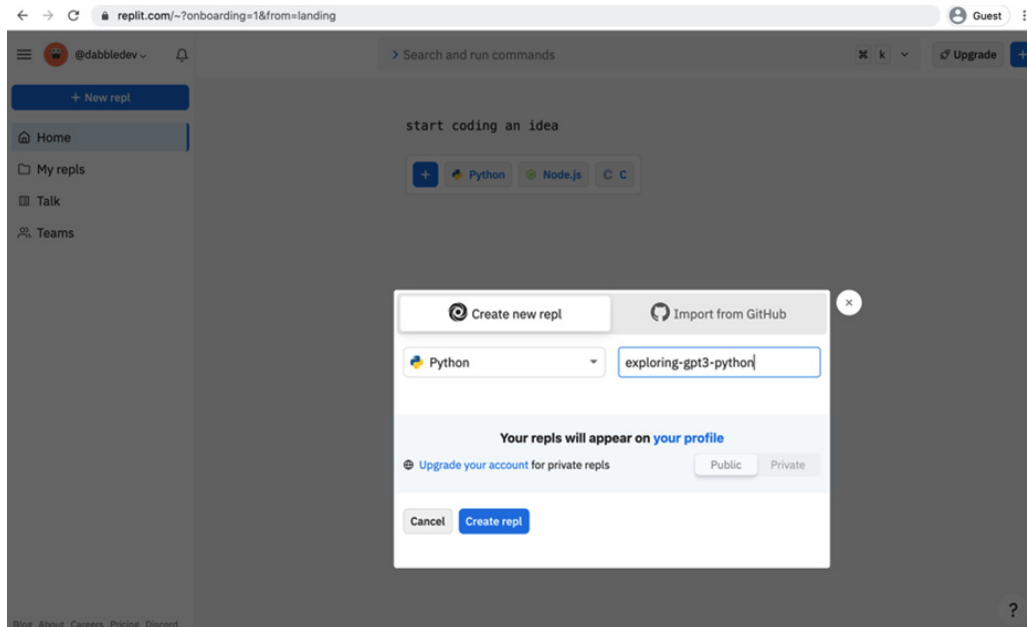 replit.com/~?onboarding=1&from=landing
Guest
@dabbledev
Search and run commands
⌘ k
Upgrade
+
+ New repl
Home
My repls
Talk
Teams
start coding an idea
+ Python Node.js C C
Create new repl
Import from GitHub
×
Python
exploring-gpt3-python
Your repls will appear on your profile
Upgrade your account for private repls
Public
Private
Cancel
Create repl
?
Blog About Careers Pricing Discord